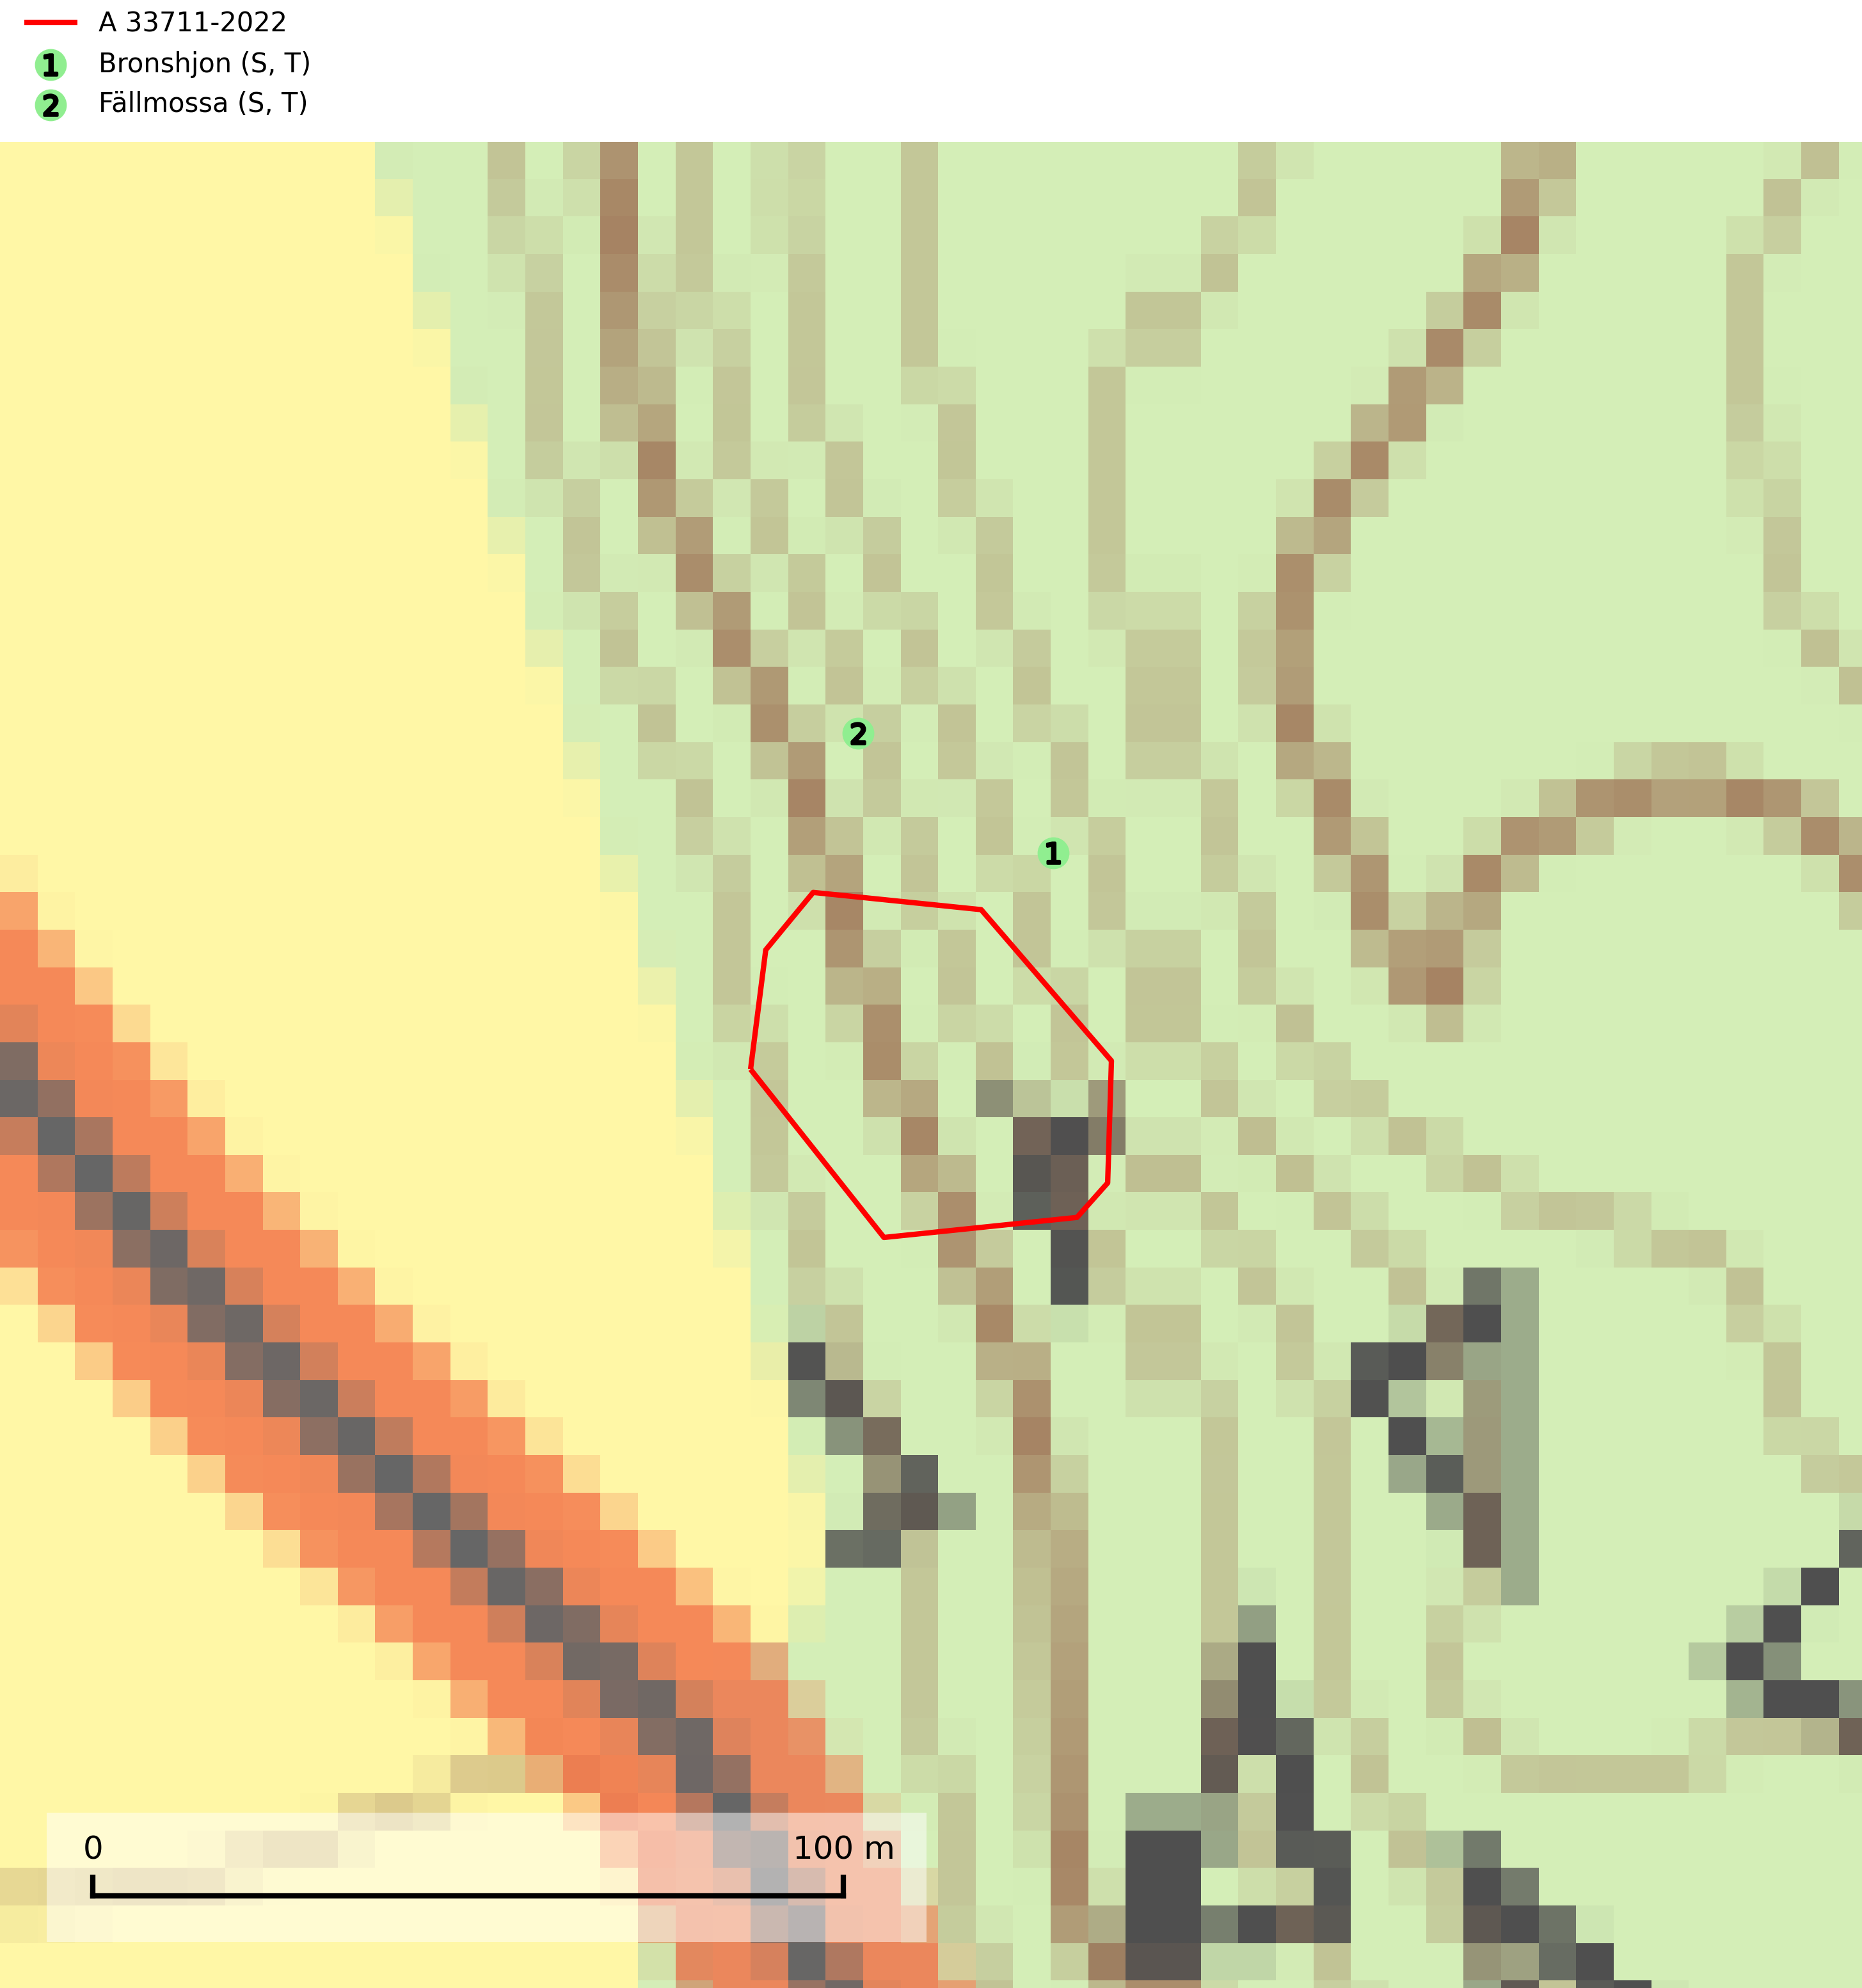 A 33711-2022
1 Bronshjon (S, T)
2 Fällmossa (S, T)
2
1
0 100 m